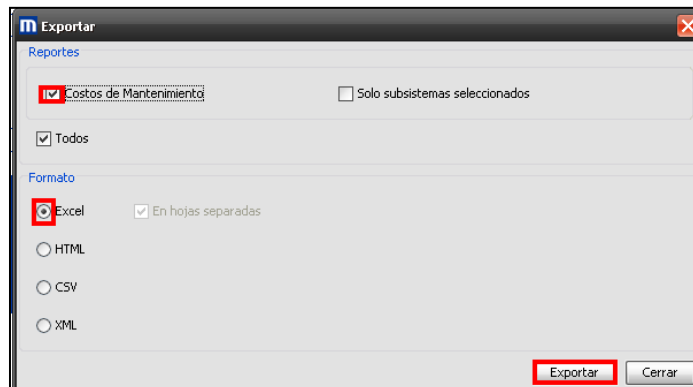 m Exportar
Reportes
Costos de Mantenimiento
Solo subsistemas seleccionados
Todos
Formato
Excel
En hojas separadas
HTML
CSV
XML
Exportar
Cerrar